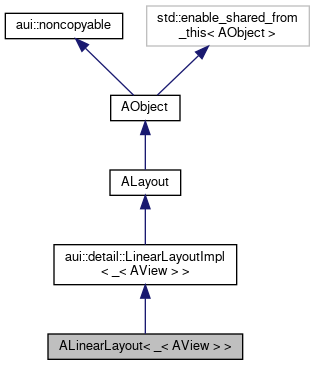 aui::noncopyable
std::enable_shared_from
_this< AObject >
AObject
ALayout
aui::detail::LinearLayoutImpl
< _< AView > >
ALinearLayout< _< AView > >